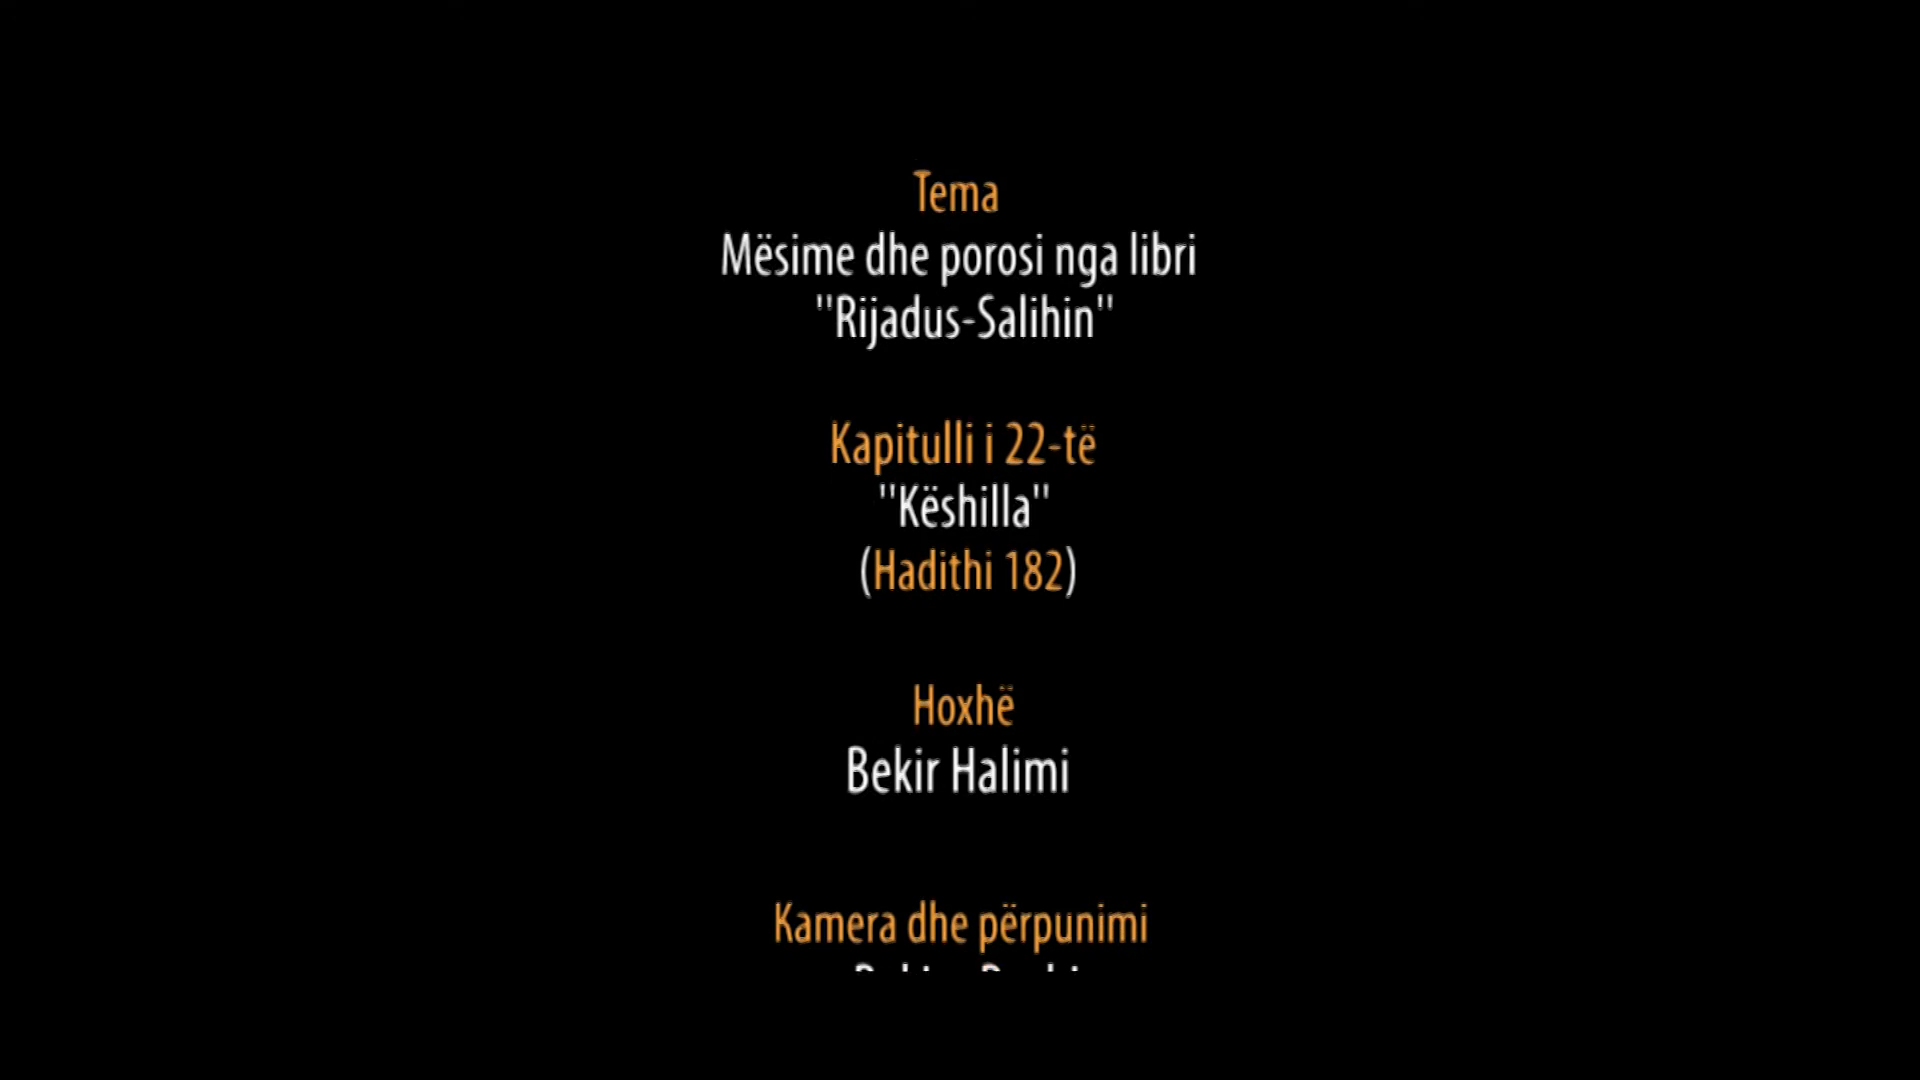 Tema
Mësime dhe porosi nga libri
"Rijadus-Salihin"
Kapitulli i 22-të
"Këshilla"
(Hadithi 182)
Hoxhë
Bekir Halimi
Kamera dhe përpunimi